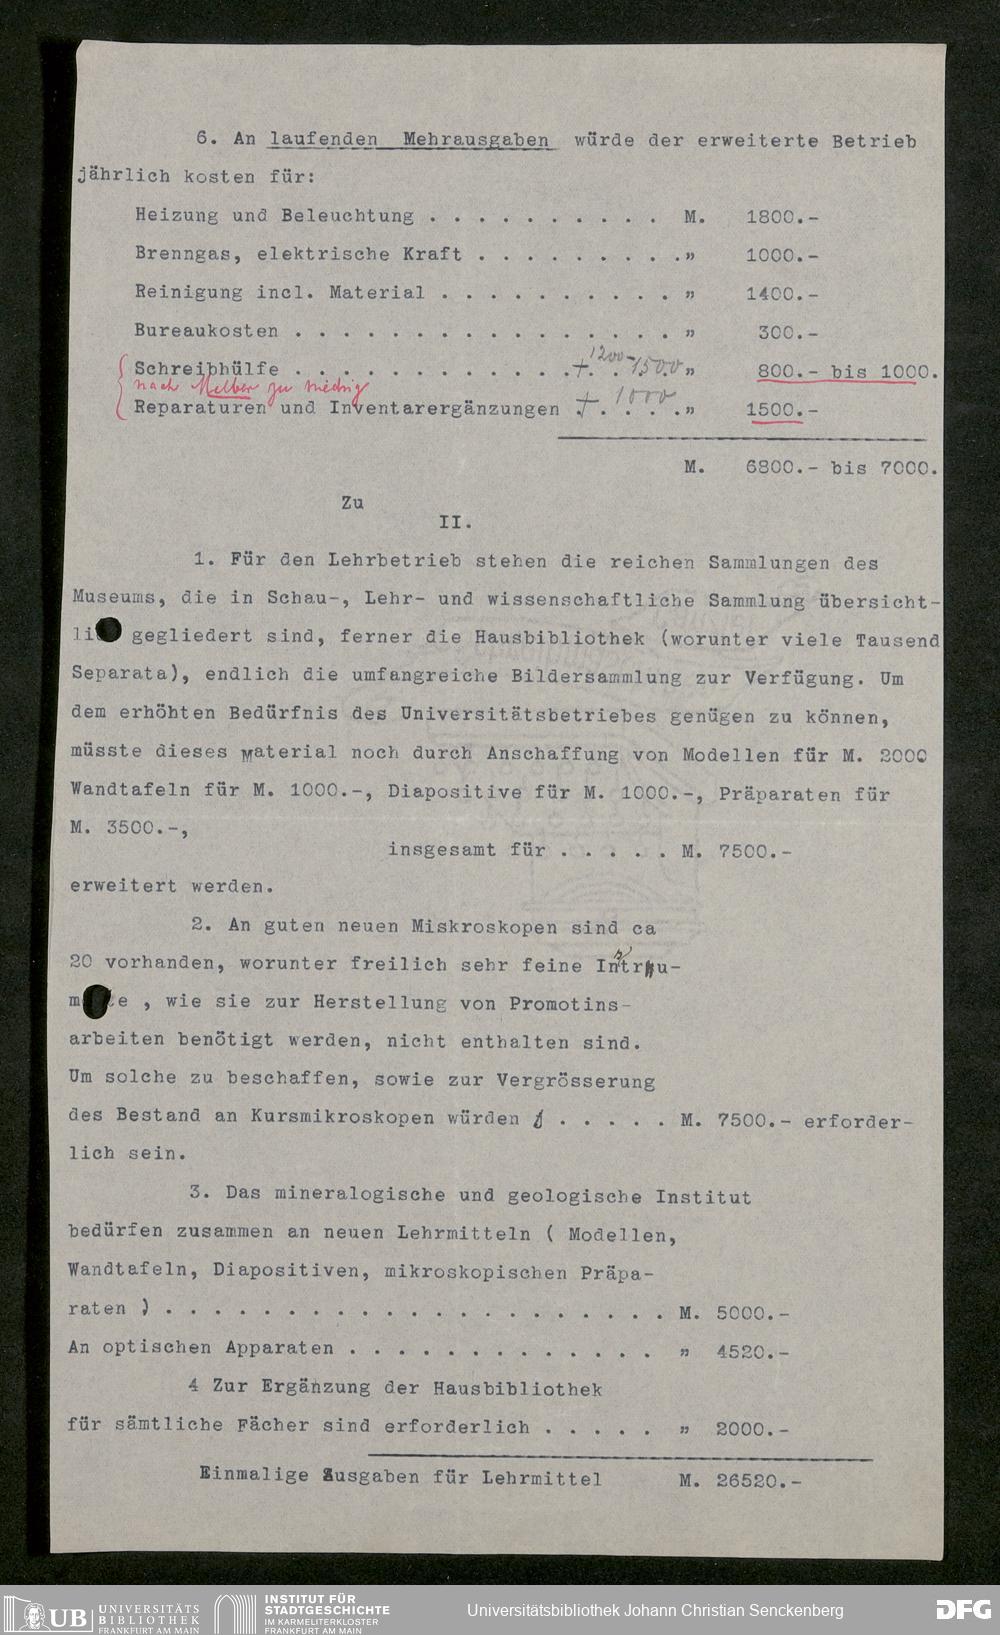 6. An laufenden Mehrausgaben würde der erweiterte Betrieb
jährlich kosten für:
Heizung und Beleuchtung . . . . . . . . . . M. 1800.-
Brenngas, elektrische Kraft . . . . . . . . . " 1000.-
Reinigung incl. Material . . . . . . . . . . " 1400.-
Bureaukosten . . . . . . . . . . . . . . . . " 300.-
+ 1200-1500
Schreibhülfe . . . . . . . . . . . . . . . . " 800.- bis 1000.
nach Melber zu niedrig
+ 1000
Reparaturen und Inventarergänzungen . . . . . " 1500.-
M. 6800.- bis 7000.
Zu
II.
1. Für den Lehrbetrieb stehen die reichen Sammlungen des
Museums, die in Schau-, Lehr- und wissenschaftliche Sammlung übersicht-
li gegliedert sind, ferner die Hausbibliothek (worunter viele Tausend
Separata), endlich die umfangreiche Bildersammlung zur Verfügung. Um
dem erhöhten Bedürfnis des Universitätsbetriebes genügen zu können,
müsste dieses Material noch durch Anschaffung von Modellen für M. 2000
Wandtafeln für M. 1000.-, Diapositive für M. 1000.-, Präparaten für
M. 3500.-,
insgesamt für . . . . . M. 7500.-
erweitert werden.
2. An guten neuen Miskroskopen sind ca
20 vorhanden, worunter freilich sehr feine Instru-
m e , wie sie zur Herstellung von Promotins-
arbeiten benötigt werden, nicht enthalten sind.
Um solche zu beschaffen, sowie zur Vergrösserung
des Bestand an Kursmikroskopen würden . . . . . M. 7500.- erforder-
lich sein.
3. Das mineralogische und geologische Institut
bedürfen zusammen an neuen Lehrmitteln ( Modellen,
Wandtafeln, Diapositiven, mikroskopischen Präpa-
raten ) . . . . . . . . . . . . . . . . . . . . . M. 5000.-
An optischen Apparaten . . . . . . . . . . . . . " 4520.-
4 Zur Ergänzung der Hausbibliothek
für sämtliche Fächer sind erforderlich . . . . . " 2000.-
Einmalige Ausgaben für Lehrmittel M. 26520.-
UB UNIVERSITÄTS
BIBLIOTHEK
FRANKFURT AM MAIN
INSTITUT FÜR
STADTGESCHICHTE
IM KARMELITERKLOSTER
FRANKFURT AM MAIN
Universitätsbibliothek Johann Christian Senckenberg
DFG